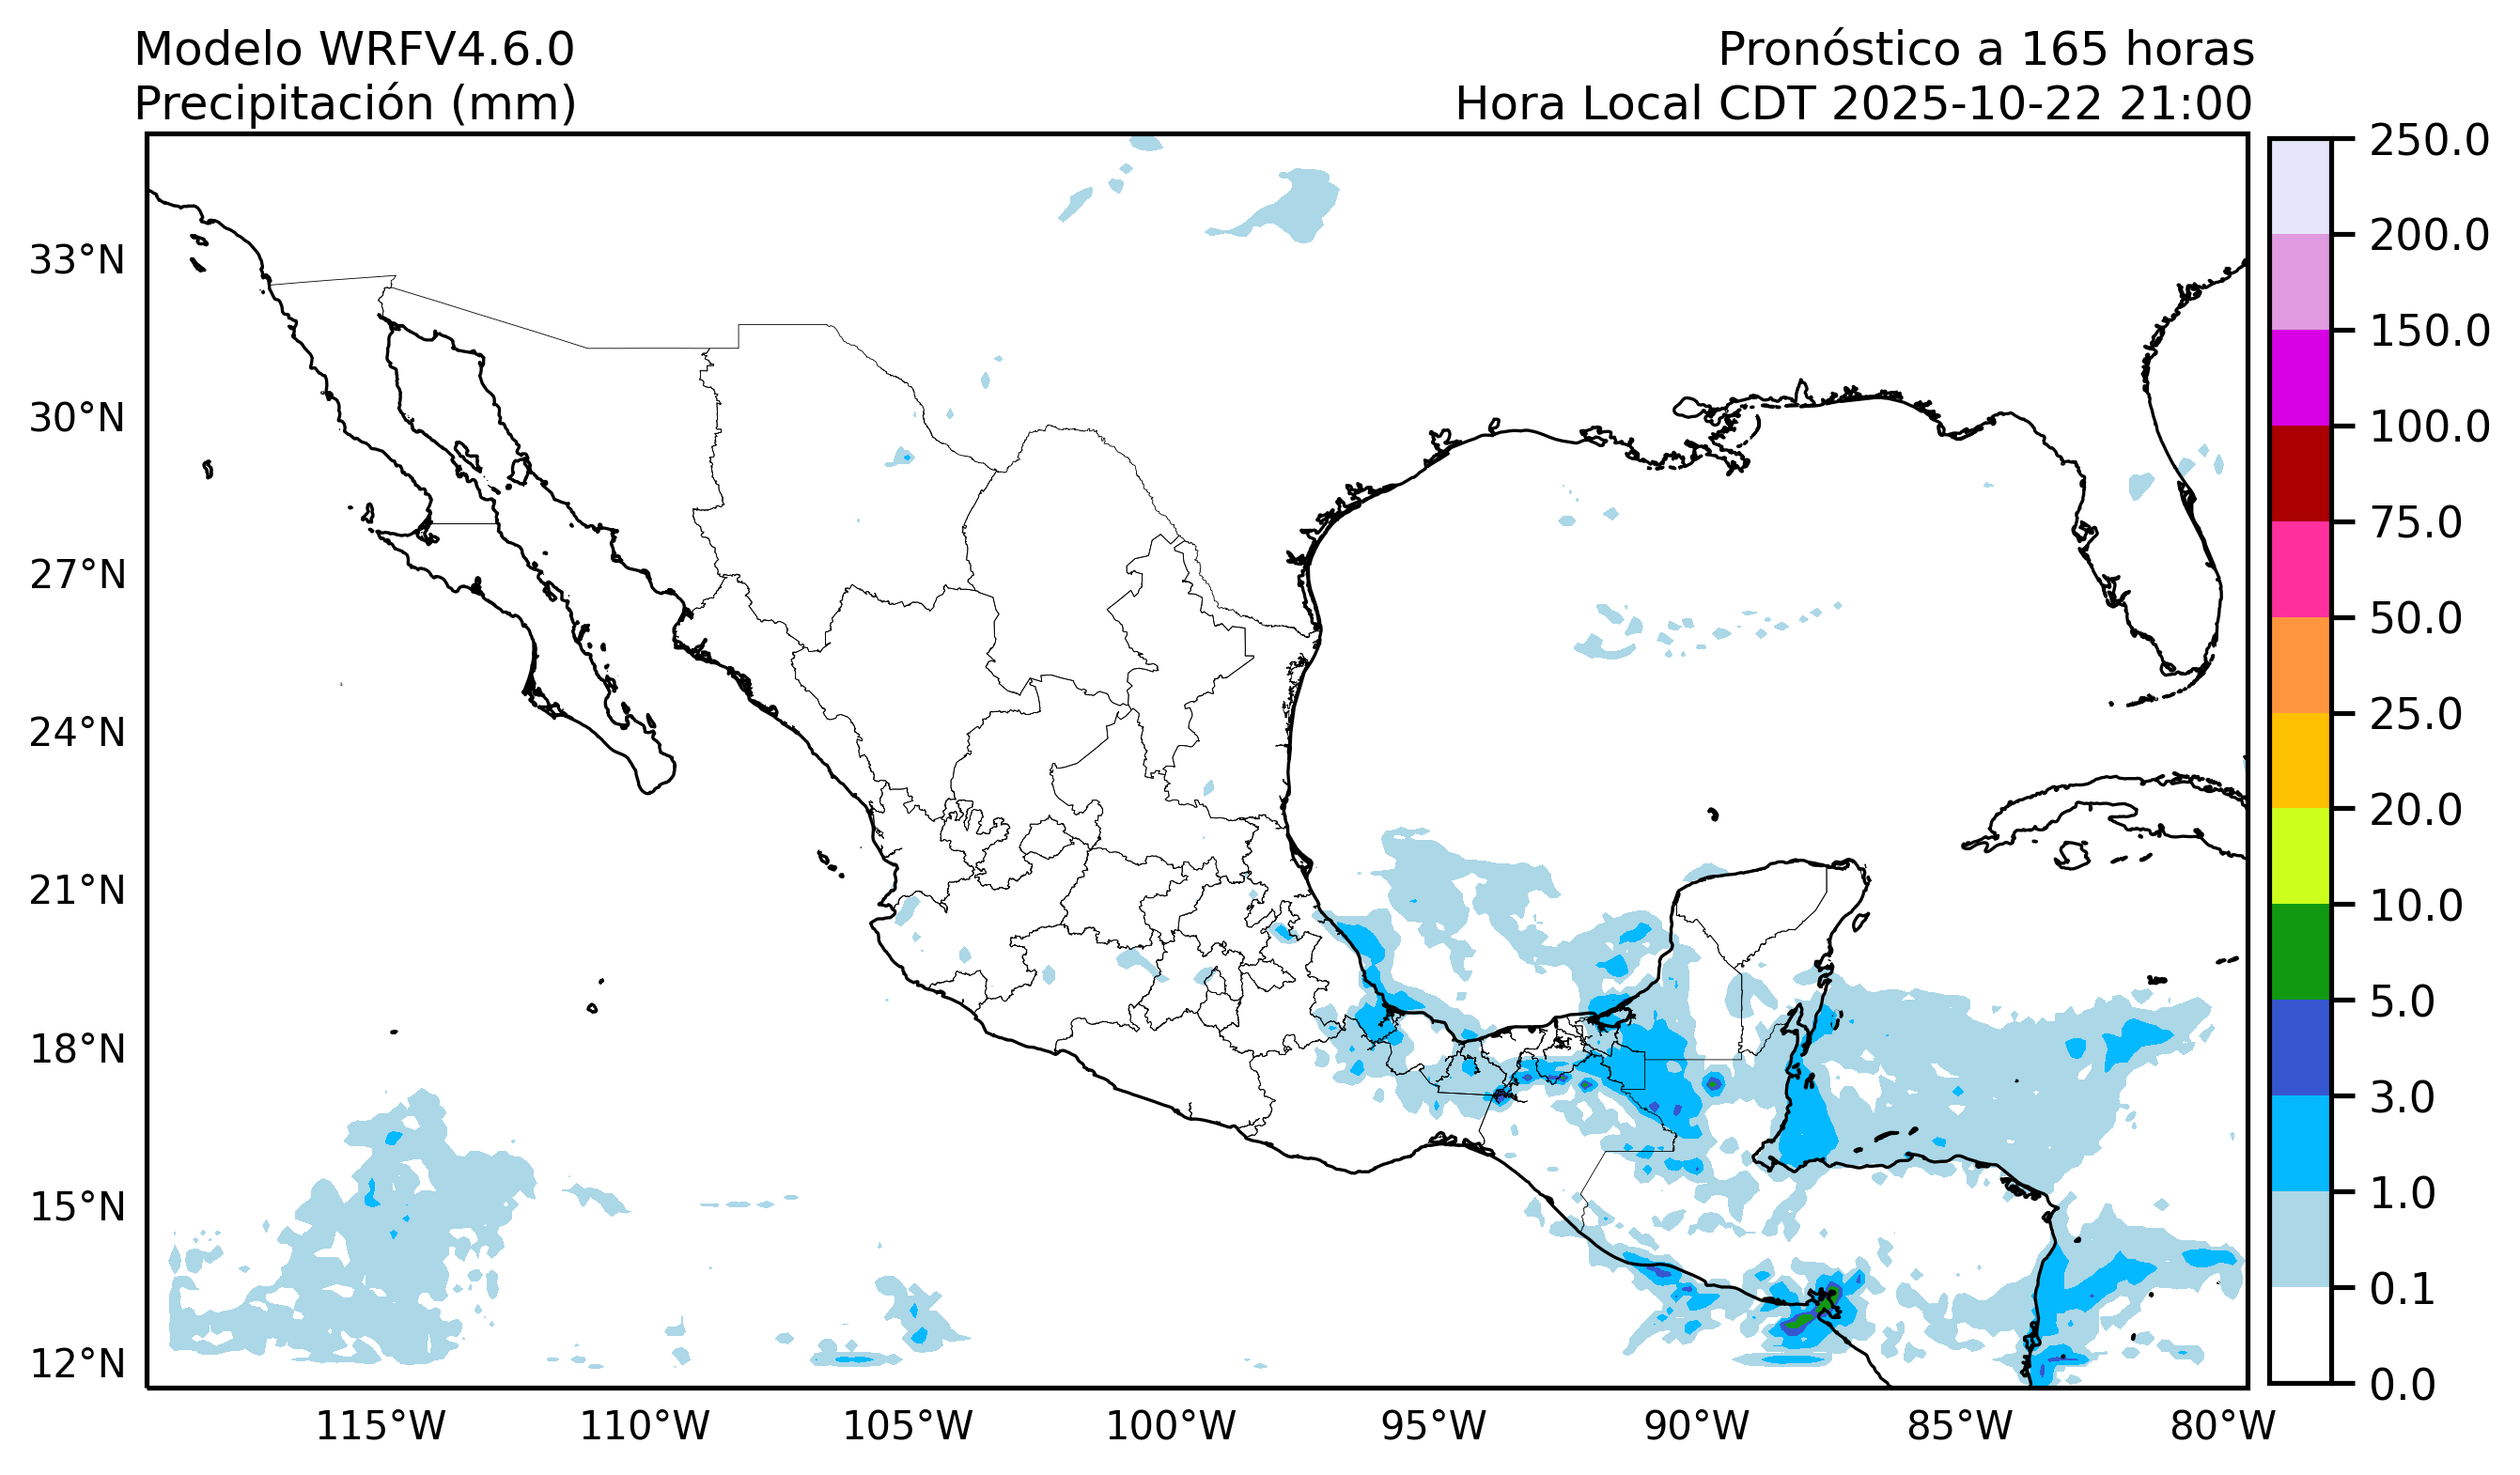 Modelo WRFV4.6.0
Precipitación (mm)
Pronóstico a 165 horas
Hora Local CDT 2025-10-22 21:00
33°N
30°N
27°N
24°N
21°N
18°N
15°N
12°N
115°W
110°W
105°W
100°W
95°W
90°W
85°W
80°W
250.0
200.0
150.0
100.0
75.0
50.0
25.0
20.0
10.0
5.0
3.0
1.0
0.1
0.0